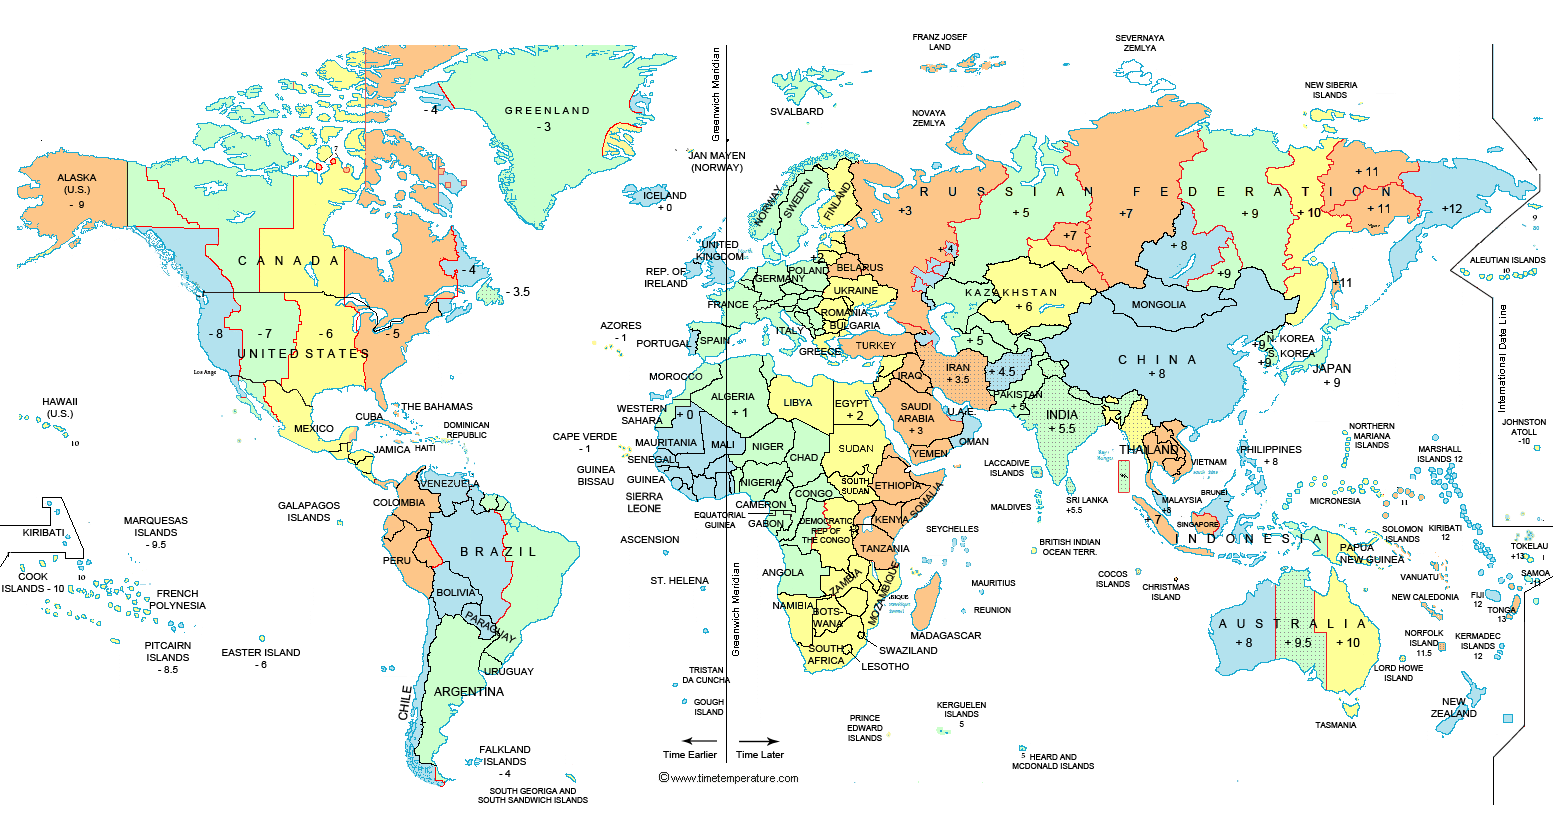 FRANZ JOSEF
LAND
SEVERNAYA
ZEMLYA
Greenwich Meridian
GREENLAND
- 3
- 4
SVALBARD
NOVAYA
ZEMLYA
NEW SIBERIA
ISLANDS
JAN MAYEN
(NORWAY)
ALASKA
(U.S.)
- 9
ICELAND
+ 0
NORWAY
SWEDEN
FINLAND
RUSSIAN FEDERATION
+3
+ 4
+ 5
+7
+7
+ 8
+ 9
+9
+ 10
+ 11
+ 11
+12
+11
9
9
CANADA
- 4
- 3.5
UNITED
KINGDOM
REP. OF
IRELAND
+2
POLAND
GERMANY
BELARUS
UKRAINE
FRANCE
ROMANIA
BULGARIA
ITALY
KAZAKHSTAN
+ 6
MONGOLIA
ALEUTIAN ISLANDS
10
International Date Line
- 8
- 7
- 6
- 5
UNITED STATES
Los Ange
AZORES
- 1
PORTUGAL
SPAIN
GREECE
TURKEY
+ 5
CHINA
+ 8
+9
N. KOREA
+9
S. KOREA
JAPAN
+ 9
MOROCCO
IRAQ
IRAN
+ 3.5
+ 4.5
PAKISTAN
+ 5
HAWAII
(U.S.)
10
MEXICO
CUBA
THE BAHAMAS
DOMINICAN
REPUBLIC
JAMICA
HAITI
WESTERN
SAHARA
+ 0
ALGERIA
+ 1
LIBYA
EGYPT
+ 2
SAUDI
ARABIA
+ 3
U.A.E.
OMAN
YEMEN
INDIA
+ 5.5
CAPE VERDE
- 1
MAURITANIA
MALI
NIGER
CHAD
SUDAN
SENEGAL
GUINEA
BISSAU
GUINEA
SIERRA
LEONE
NIGERIA
CAMERON
EQUATORIAL
GUINEA
GABON
CONGO
SOUTH
SUDAN
ETHIOPIA
SOMALIA
KENYA
DEMOCRATIC
REP OF
THE CONGO
TANZANIA
THAILAND
VIETNAM
PHILIPPINES
+ 8
NORTHERN
MARIANA
ISLANDS
MARSHALL
ISLANDS 12
JOHNSTON
ATOLL
-10
LACCADIVE
ISLANDS
MALDIVES
SRI LANKA
+5.5
MALAYSIA
+8
BRUNEI
SINGAPORE
+ 7
INDONESIA
MICRONESIA
11
VENEZUELA
COLOMBIA
GALAPAGOS
ISLANDS
PERU
BRAZIL
BOLIVIA
PARAGUAY
URUGUAY
ARGENTINA
CHILE
KIRIBATI
MARQUESAS
ISLANDS
- 9.5
COOK
ISLANDS - 10
10
FRENCH
POLYNESIA
PITCAIRN
ISLANDS
- 8.5
EASTER ISLAND
- 6
ASCENSION
ST. HELENA
Greenwich Meridian
SEYCHELLES
BRITISH INDIAN
OCEAN TERR.
MAURITIUS
REUNION
COCOS
ISLANDS
CHRISTMAS
ISLAND
PAPUA
NEW GUINEA
SOLOMON
ISLANDS
KIRIBATI
12
TOKELAU
+13
SAMOA
VANUATU
FIJI
12
NEW CALEDONIA
TONGA
13
ANGOLA
ZAMBIA
MOZAMBIQUE
NAMIBIA
BOTS-
WANA
SOUTH
AFRICA
MADAGASCAR
SWAZILAND
LESOTHO
AUSTRALIA
+ 8
+ 9.5
+ 10
NORFOLK
ISLAND
11.5
KERMADEC
ISLANDS
12
LORD HOWE
ISLAND
TASMANIA
NEW
ZEALAND
TRISTAN
DA CUNCHA
GOUGH
ISLAND
PRINCE
EDWARD
ISLANDS
KERGUELEN
ISLANDS
5
5
HEARD AND
MCDONALD ISLANDS
FALKLAND
ISLANDS
- 4
SOUTH GEORIGA AND
SOUTH SANDWICH ISLANDS
Time Earlier
Time Later
©www.timetemperature.com